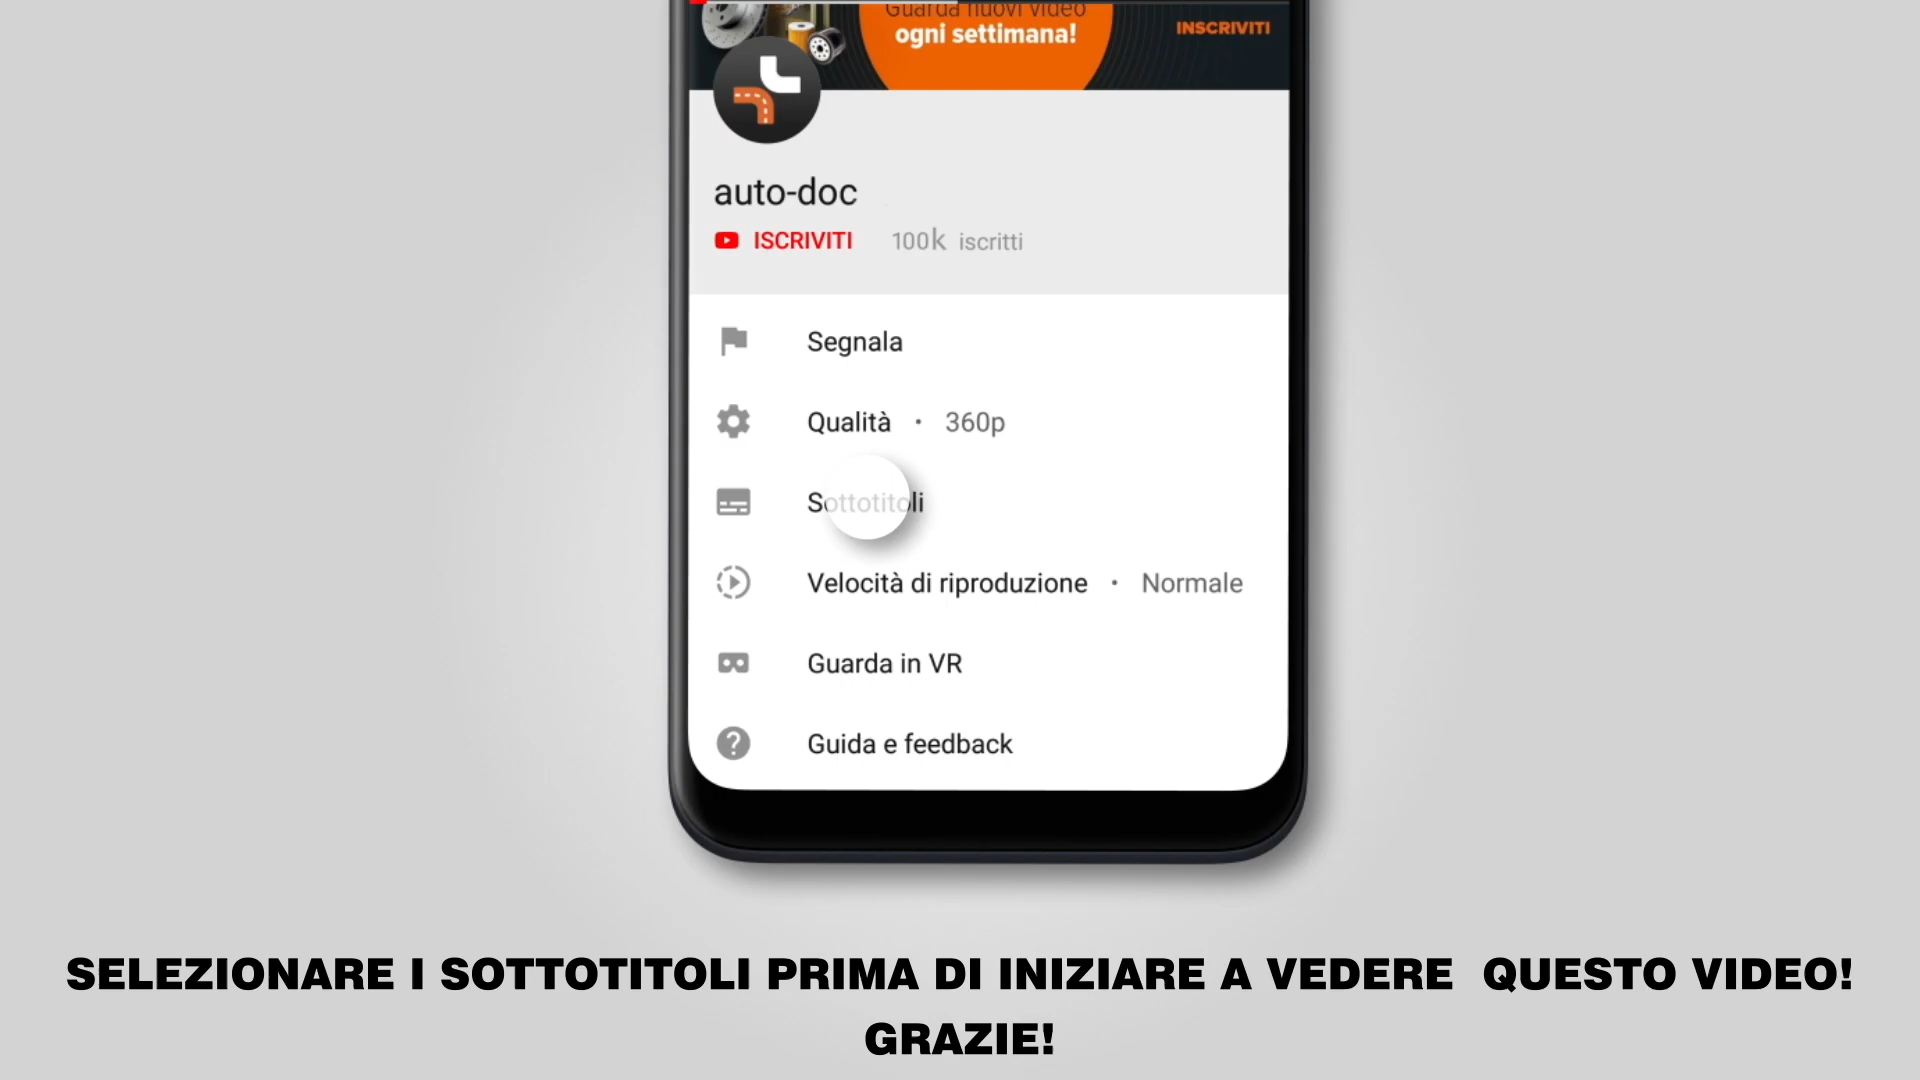 Guarda nuovi video
ogni settimana!
INSCRIVITI
auto-doc
ISCRIVITI 100k iscritti
Segnala
Qualità • 360p
Sottotitoli
Velocità di riproduzione • Normale
Guarda in VR
Guida e feedback
SELEZIONARE I SOTTOTITOLI PRIMA DI INIZIARE A VEDERE QUESTO VIDEO!
GRAZIE!